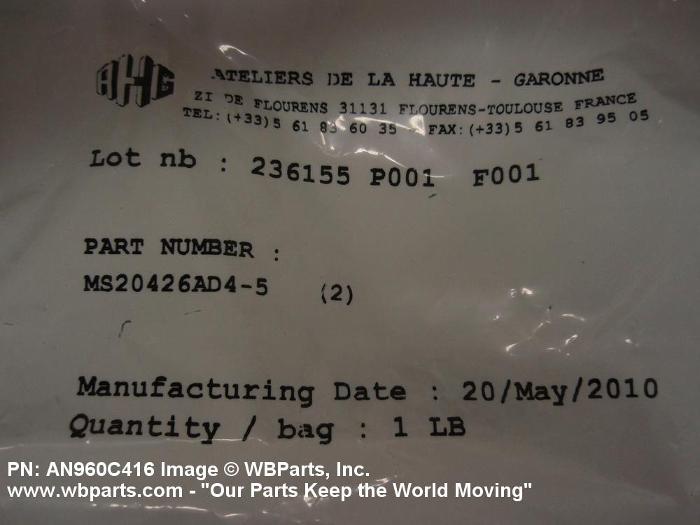 AHG
ATELIERS DE LA HAUTE - GARONNE
ZI DE FLOURENS 31131 FLOURENS-TOULOUSE FRANCE
TEL:(+33)5 61 83 60 35 - FAX:(+33)5 61 83 95 05
Lot nb : 236155 P001 F001
PART NUMBER :
MS20426AD4-5 (2)
Manufacturing Date : 20/May/2010
Quantity / bag : 1 LB
PN: AN960C416 Image © WBParts, Inc.
www.wbparts.com - "Our Parts Keep the World Moving"